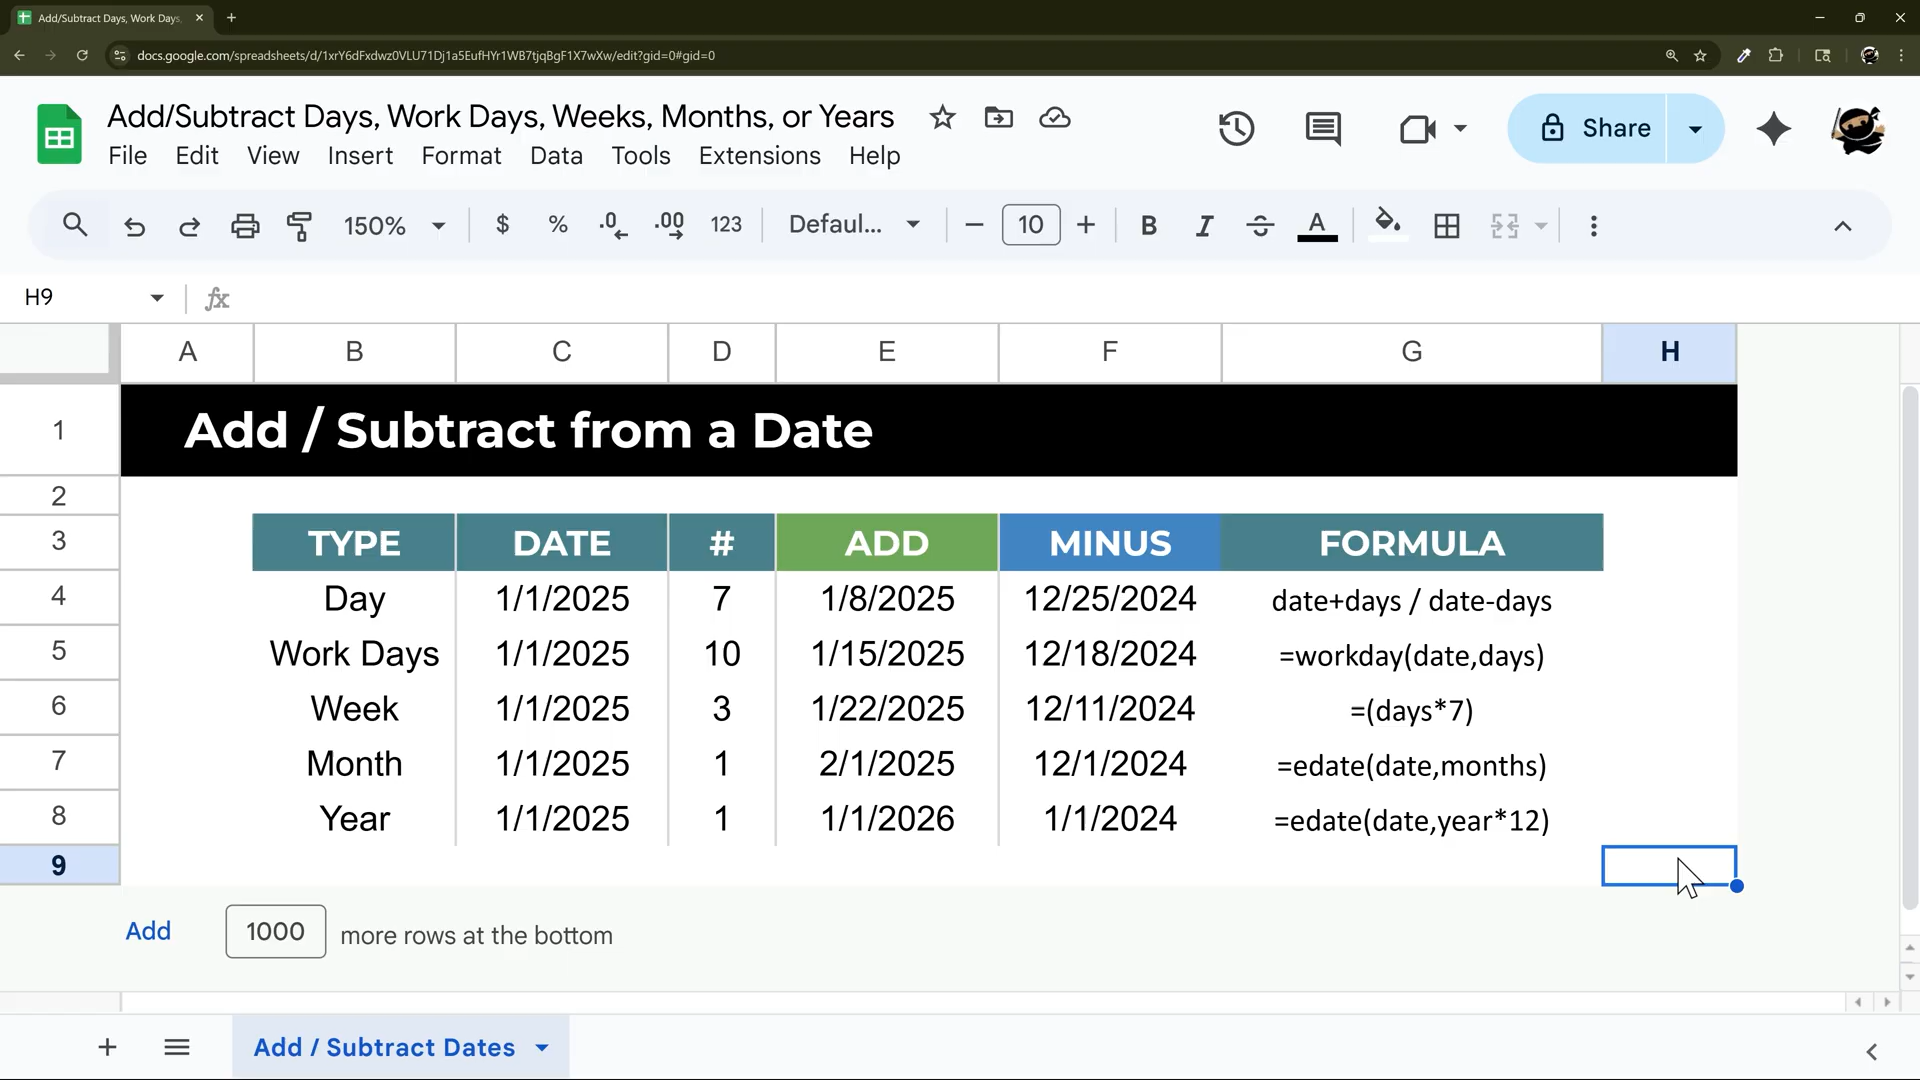 Add/Subtract Days, Work Days,
docs.google.com/spreadsheets/d/1xrY6dFxdwz0VLU71Dj1a5EufHYr1WB7tjqBgF1X7wXw/edit?gid=0#gid=0
Add/Subtract Days, Work Days, Weeks, Months, or Years
File Edit View Insert Format Data Tools Extensions Help
Share
150% $ % .0 .00 123 Defaul... 10 B I A
H9 fx
A B C D E F G H
1 Add / Subtract from a Date
2
3 TYPE DATE # ADD MINUS FORMULA
4 Day 1/1/2025 7 1/8/2025 12/25/2024 date+days / date-days
5 Work Days 1/1/2025 10 1/15/2025 12/18/2024 =workday(date,days)
6 Week 1/1/2025 3 1/22/2025 12/11/2024 =(days*7)
7 Month 1/1/2025 1 2/1/2025 12/1/2024 =edate(date,months)
8 Year 1/1/2025 1 1/1/2026 1/1/2024 =edate(date,year*12)
9
Add 1000 more rows at the bottom
Add / Subtract Dates